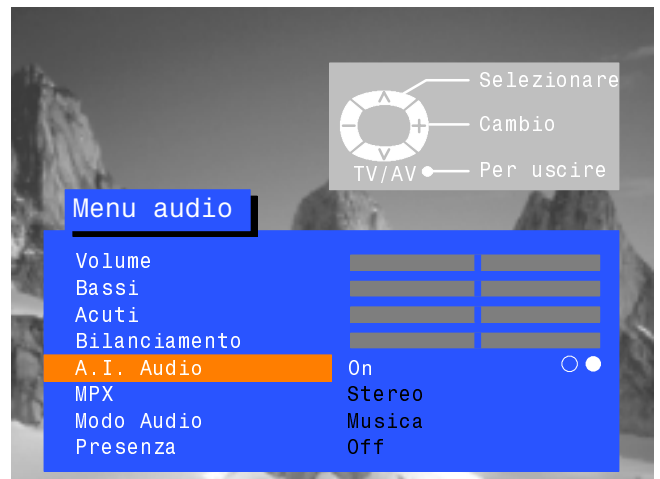 Selezionare
Cambio
TV/AV Per uscire
Menu audio
Volume
Bassi
Acuti
Bilanciamento
A.I. Audio On
MPX Stereo
Modo Audio Musica
Presenza Off